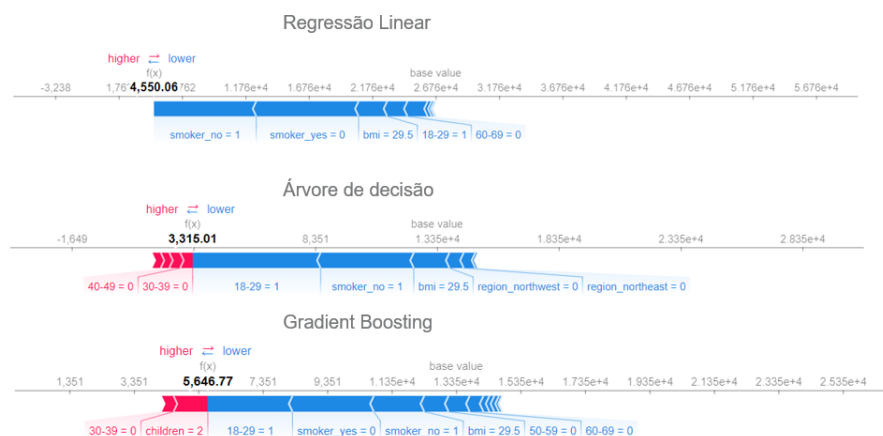 Regressão Linear
higher ⇄ lower
f(x) base value
-3,238 4,550.06 762 1.176e+4 1.676e+4 2.176e+4 2.676e+4 3.176e+4 3.676e+4 4.176e+4 4.676e+4 5.176e+4 5.676e+4
smoker_no = 1 smoker_yes = 0 bmi = 29.5 18-29 = 1 60-69 = 0
Árvore de decisão
higher ⇄ lower
f(x) base value
-1,649 3,315.01 8,351 1.335e+4 1.835e+4 2.335e+4 2.835e+4
40-49 = 0 30-39 = 0 18-29 = 1 smoker_no = 1 bmi = 29.5 region_northwest = 0 region_northeast = 0
Gradient Boosting
higher ⇄ lower
f(x) base value
1,351 3,351 5,646.77 7,351 9,351 1.135e+4 1.335e+4 1.535e+4 1.735e+4 1.935e+4 2.135e+4 2.335e+4 2.535e+4
30-39 = 0 children = 2 18-29 = 1 smoker_yes = 0 smoker_no = 1 bmi = 29.5 50-59 = 0 60-69 = 0